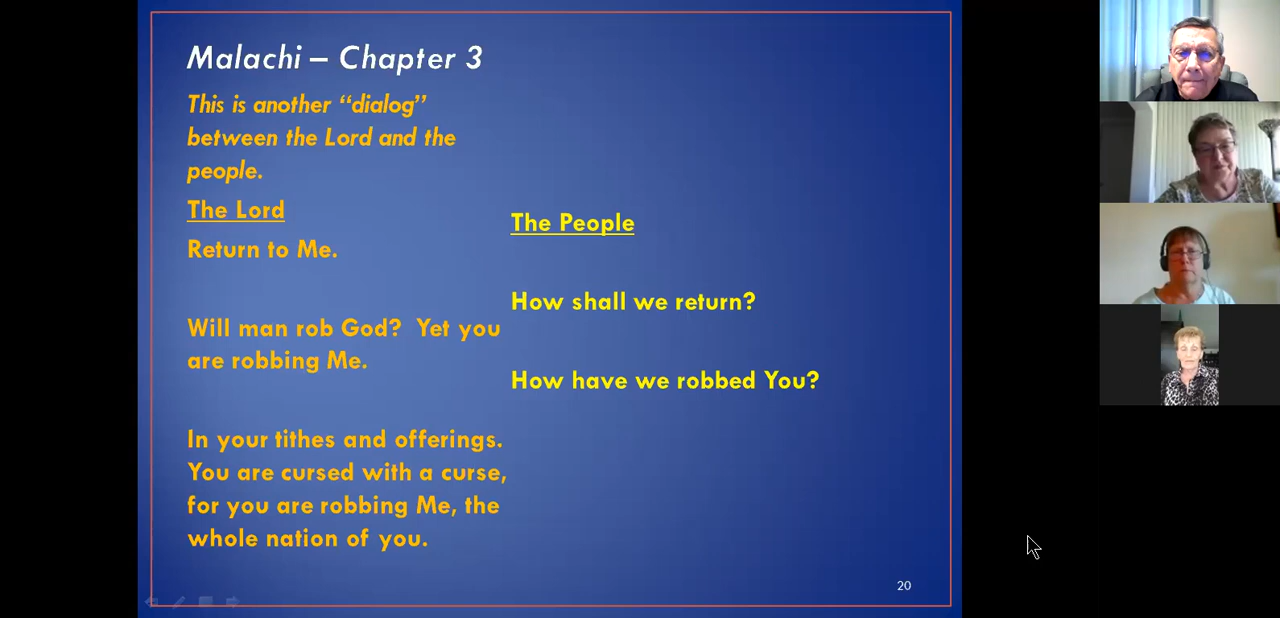 Malachi – Chapter 3
This is another “dialog”
between the Lord and the
people.
The Lord
Return to Me.
Will man rob God?  Yet you
are robbing Me.
In your tithes and offerings.
You are cursed with a curse,
for you are robbing Me, the
whole nation of you.
The People
How shall we return?
How have we robbed You?
20